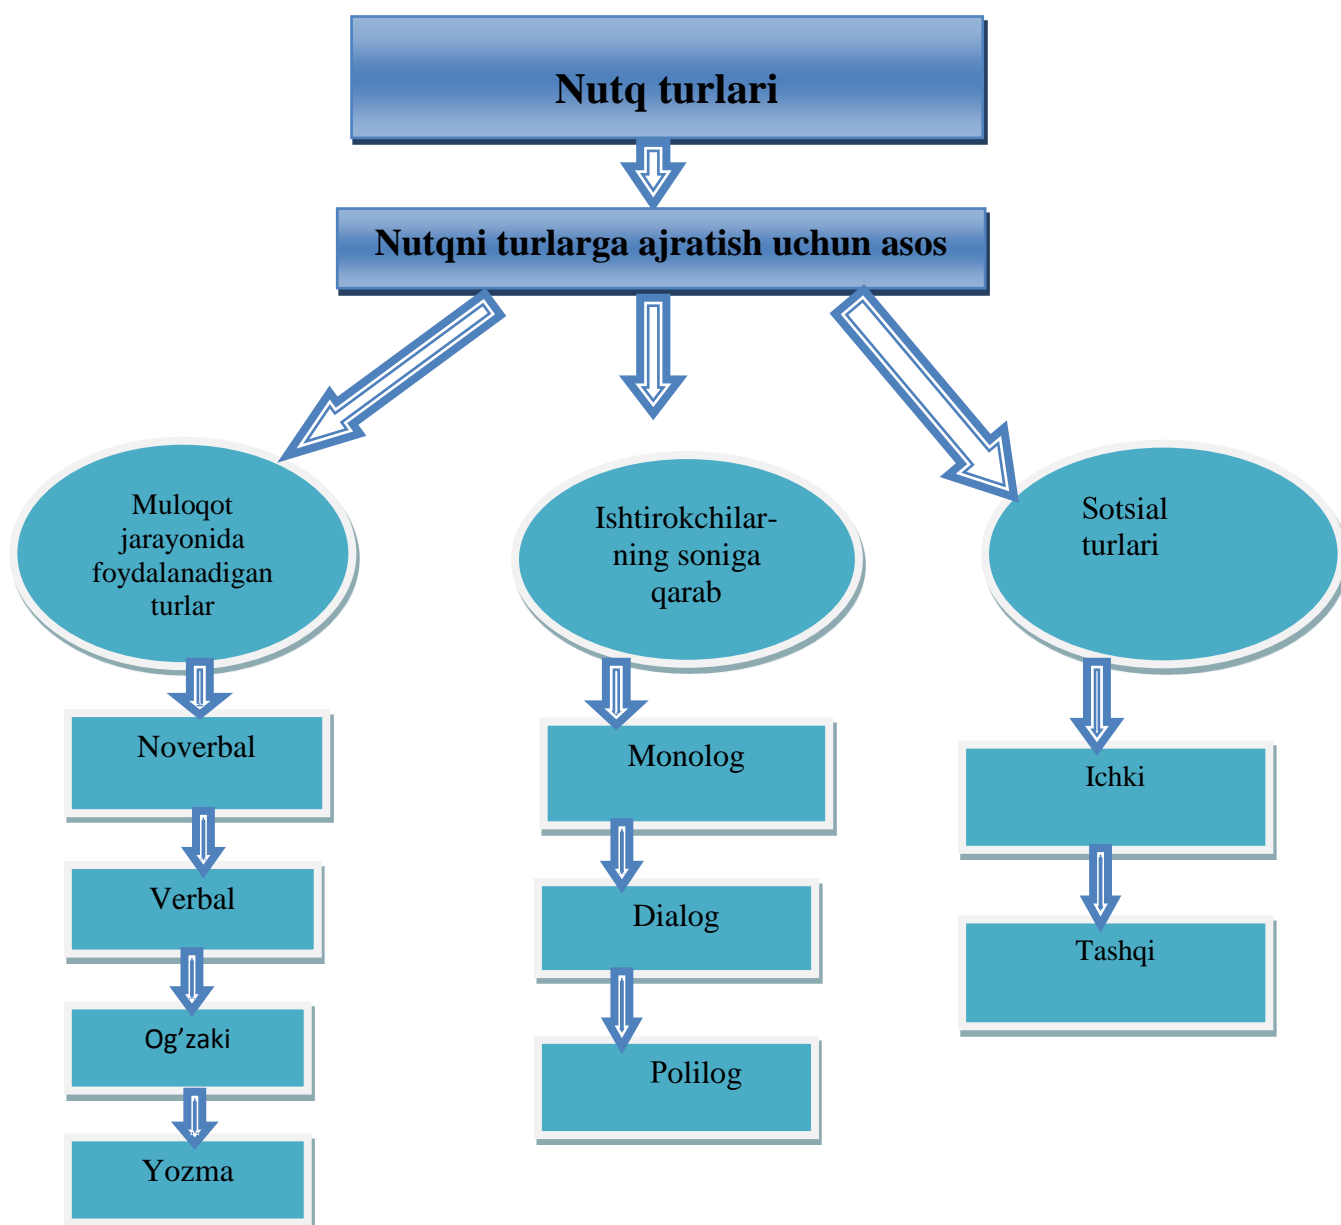 Nutq turlari
Nutqni turlarga ajratish uchun asos
Muloqot
jarayonida
foydalanadigan
turlar
Ishtirokchilar-
ning soniga
qarab
Sotsial
turlari
Noverbal
Verbal
Og’zaki
Yozma
Monolog
Dialog
Polilog
Ichki
Tashqi